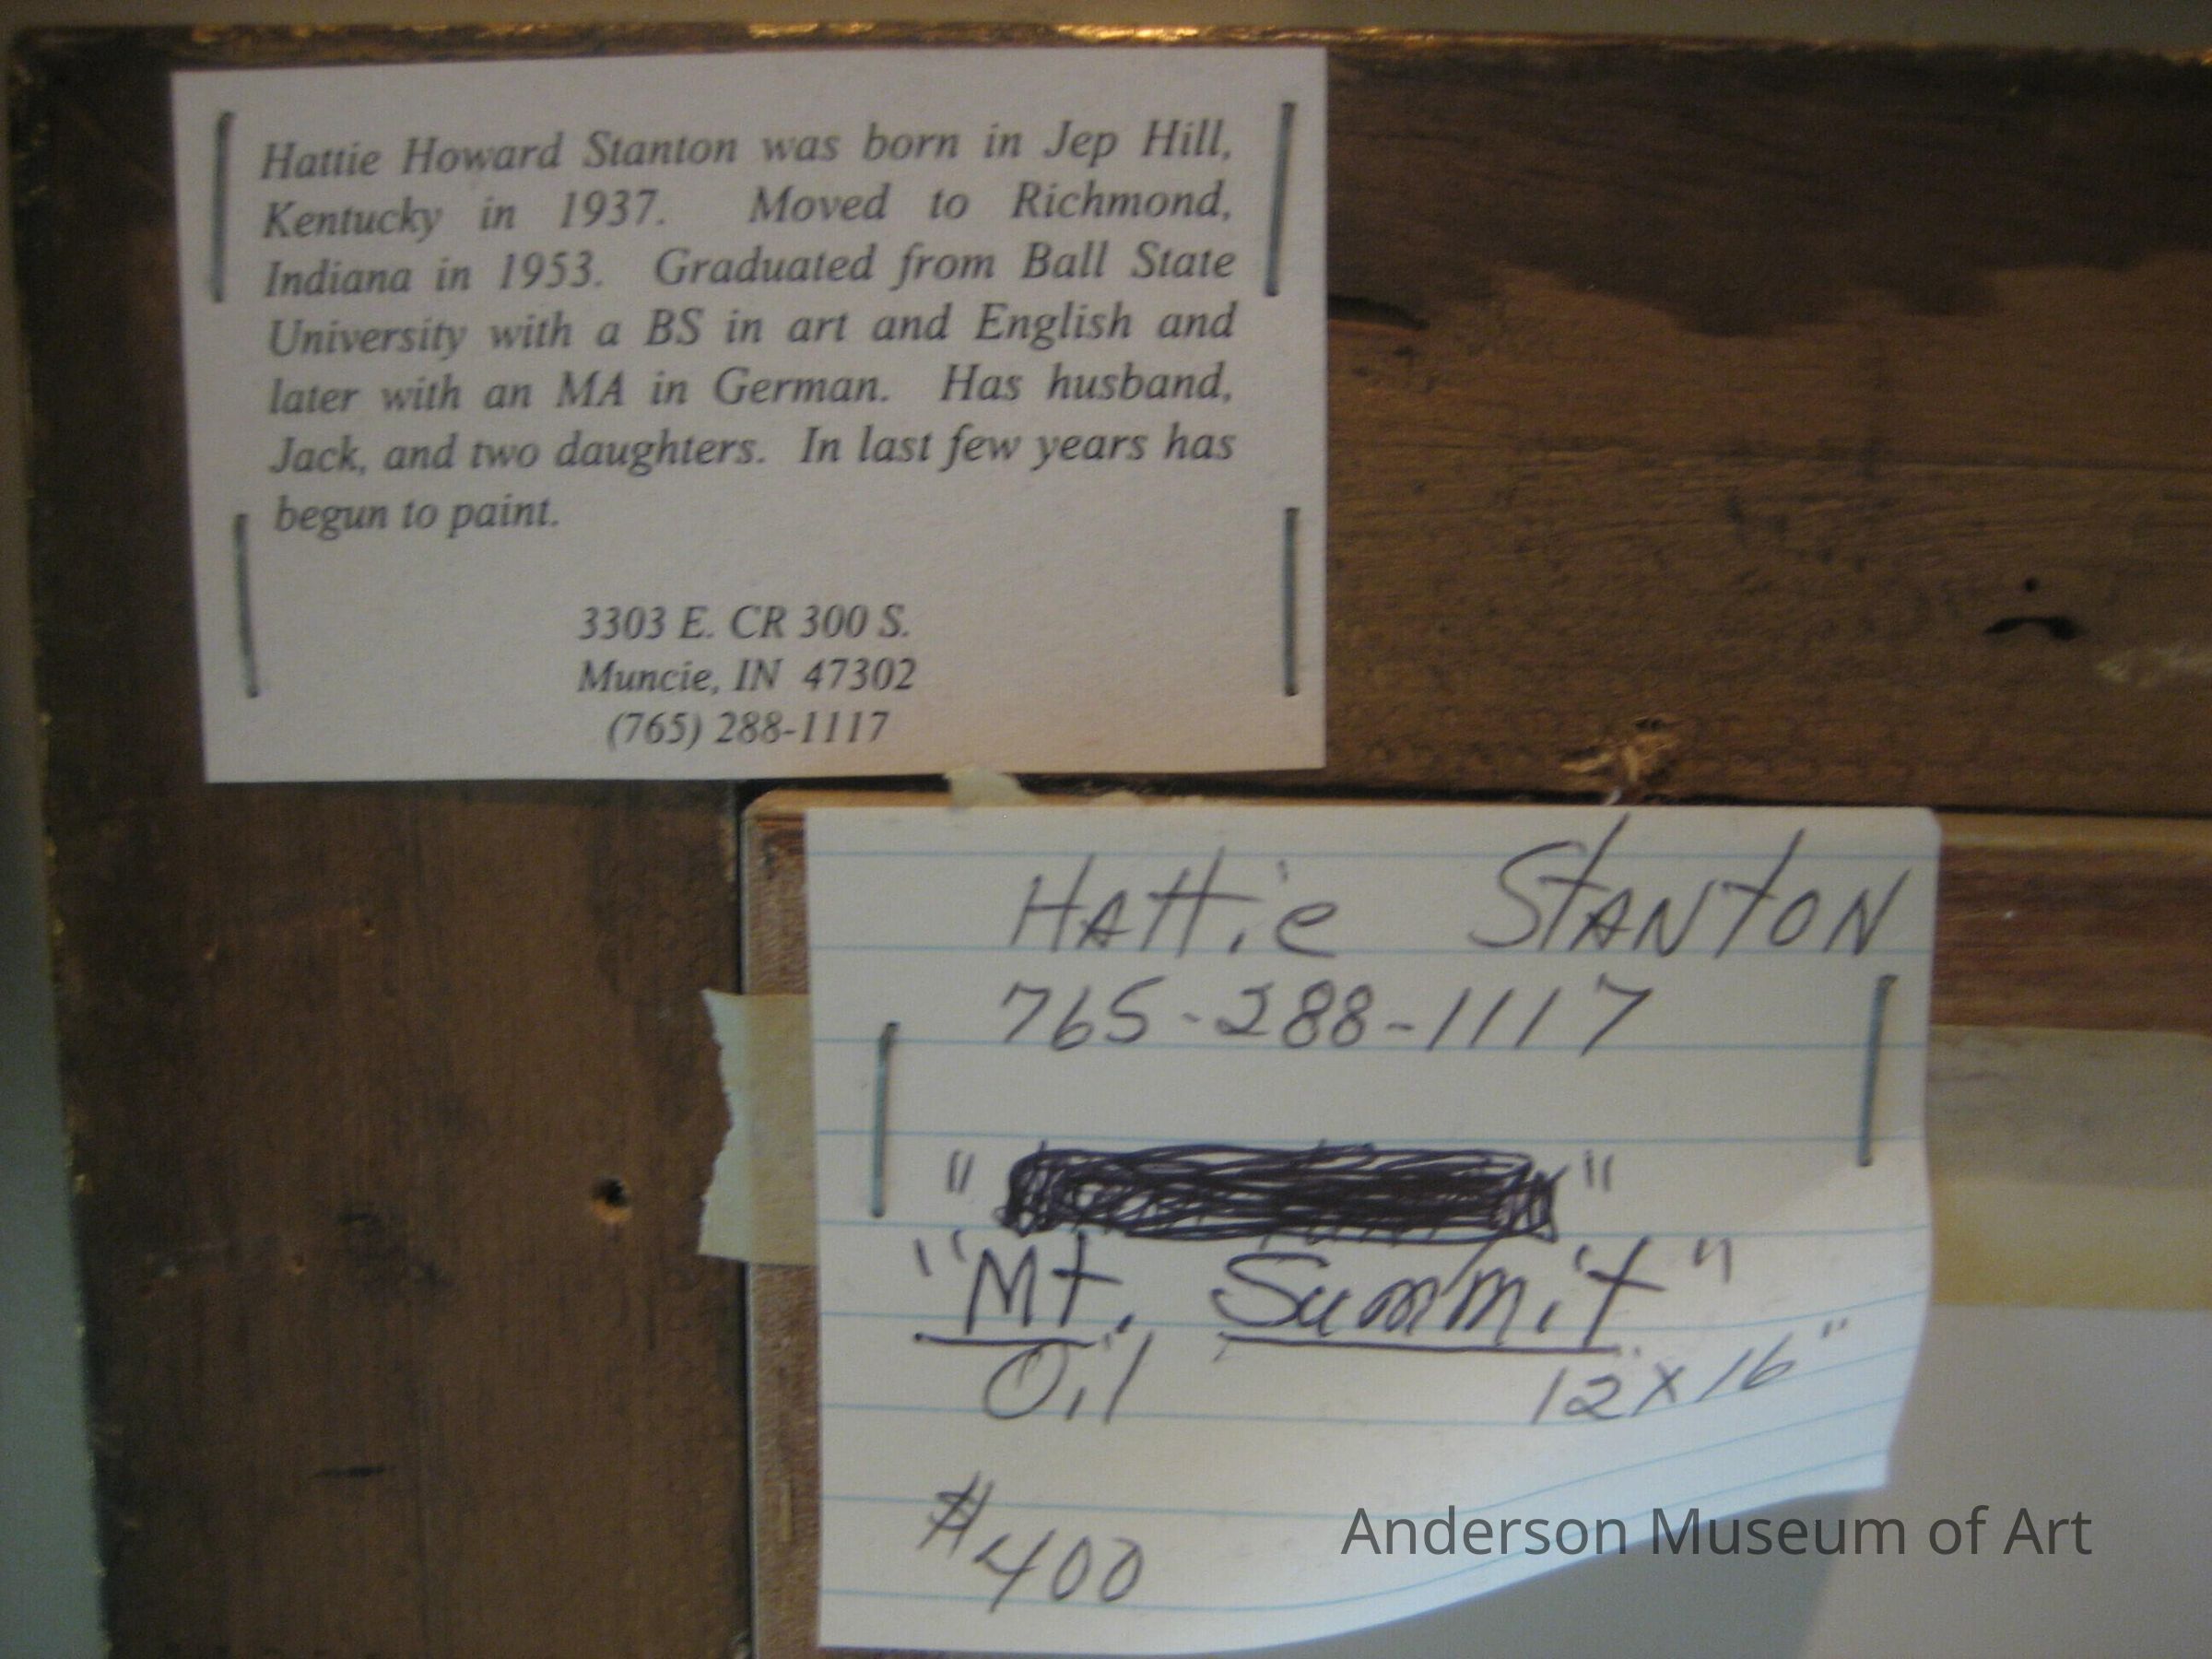 Hattie Howard Stanton was born in Jep Hill,
Kentucky in 1937. Moved to Richmond,
Indiana in 1953. Graduated from Ball State
University with a BS in art and English and
later with an MA in German. Has husband,
Jack, and two daughters. In last few years has
begun to paint.
3303 E. CR 300 S.
Muncie, IN 47302
(765) 288-1117
Hattie Stanton
765-288-1117
" "
"Mt. Summit"
Oil 12"x16"
$400
Anderson Museum of Art